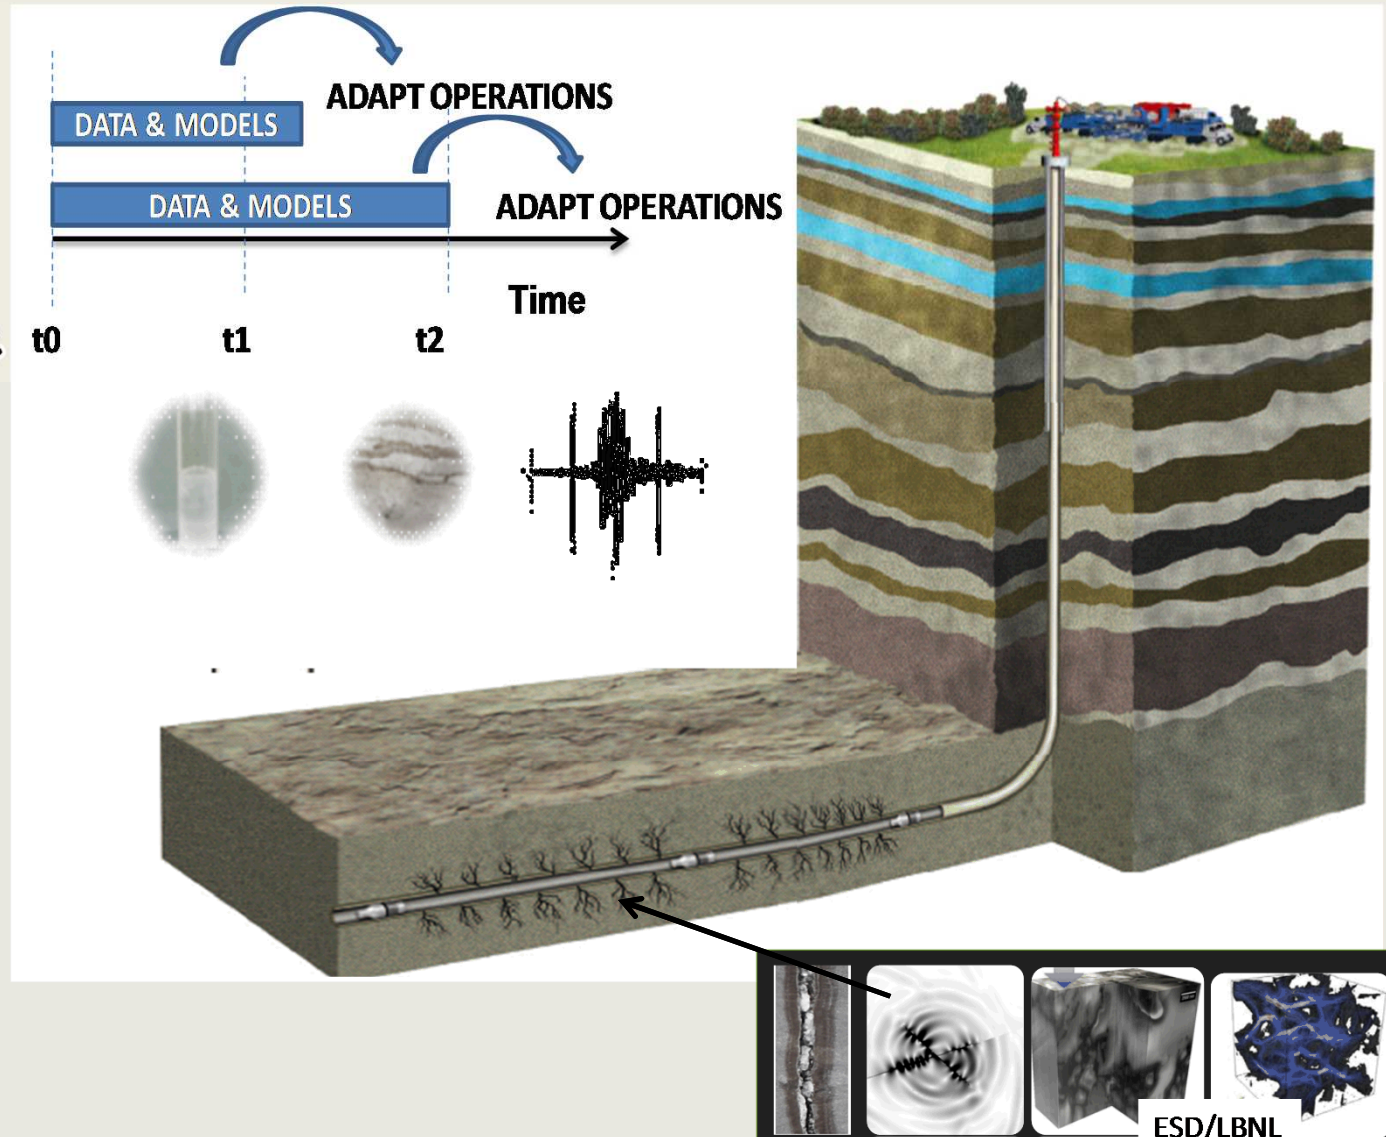 ADAPT OPERATIONS
DATA & MODELS
DATA & MODELS
ADAPT OPERATIONS
Time
t0
t1
t2
ESD/LBNL